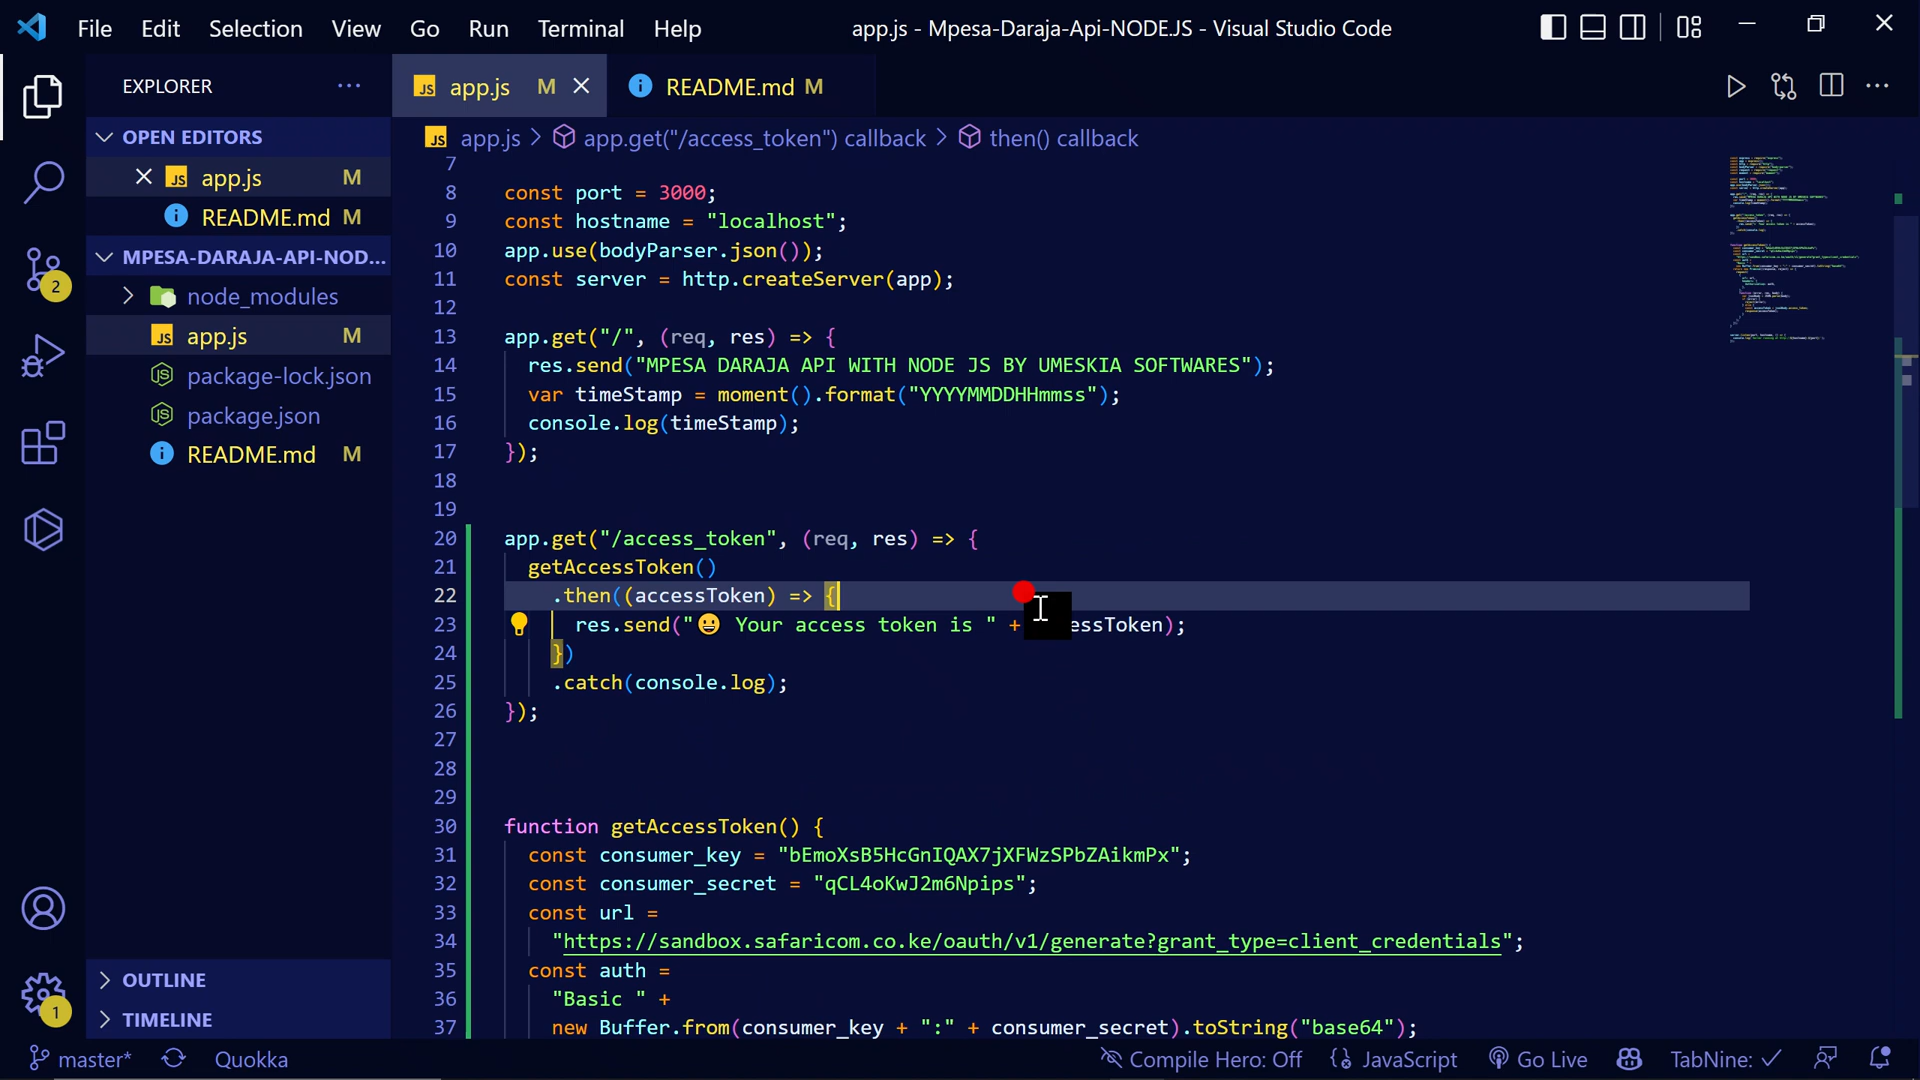 File Edit Selection View Go Run Terminal Help
app.js - Mpesa-Daraja-Api-NODE.JS - Visual Studio Code
EXPLORER
OPEN EDITORS
app.js M
README.md M
MPESA-DARAJA-API-NOD...
node_modules
app.js M
package-lock.json
package.json
README.md M
OUTLINE
TIMELINE
2
1
JS app.js M
README.md M
JS app.js > app.get("/access_token") callback > then() callback
7
8 const port = 3000;
9 const hostname = "localhost";
10 app.use(bodyParser.json());
11 const server = http.createServer(app);
12
13 app.get("/", (req, res) => {
14 res.send("MPESA DARAJA API WITH NODE JS BY UMESKIA SOFTWARES");
15 var timeStamp = moment().format("YYYYMMDDHHmmss");
16 console.log(timeStamp);
17 });
18
19
20 app.get("/access_token", (req, res) => {
21 getAccessToken()
22 .then((accessToken) => {
23 res.send("😀 Your access token is " + essToken);
24 })
25 .catch(console.log);
26 });
27
28
29
30 function getAccessToken() {
31 const consumer_key = "bEmoXsB5HcGnIQAX7jXFWzSPbZAikmPx";
32 const consumer_secret = "qCL4oKwJ2m6Npips";
33 const url =
34 "https://sandbox.safaricom.co.ke/oauth/v1/generate?grant_type=client_credentials";
35 const auth =
36 "Basic " +
37 new Buffer.from(consumer_key + ":" + consumer_secret).toString("base64");
master* Quokka Compile Hero: Off JavaScript Go Live TabNine: ✓